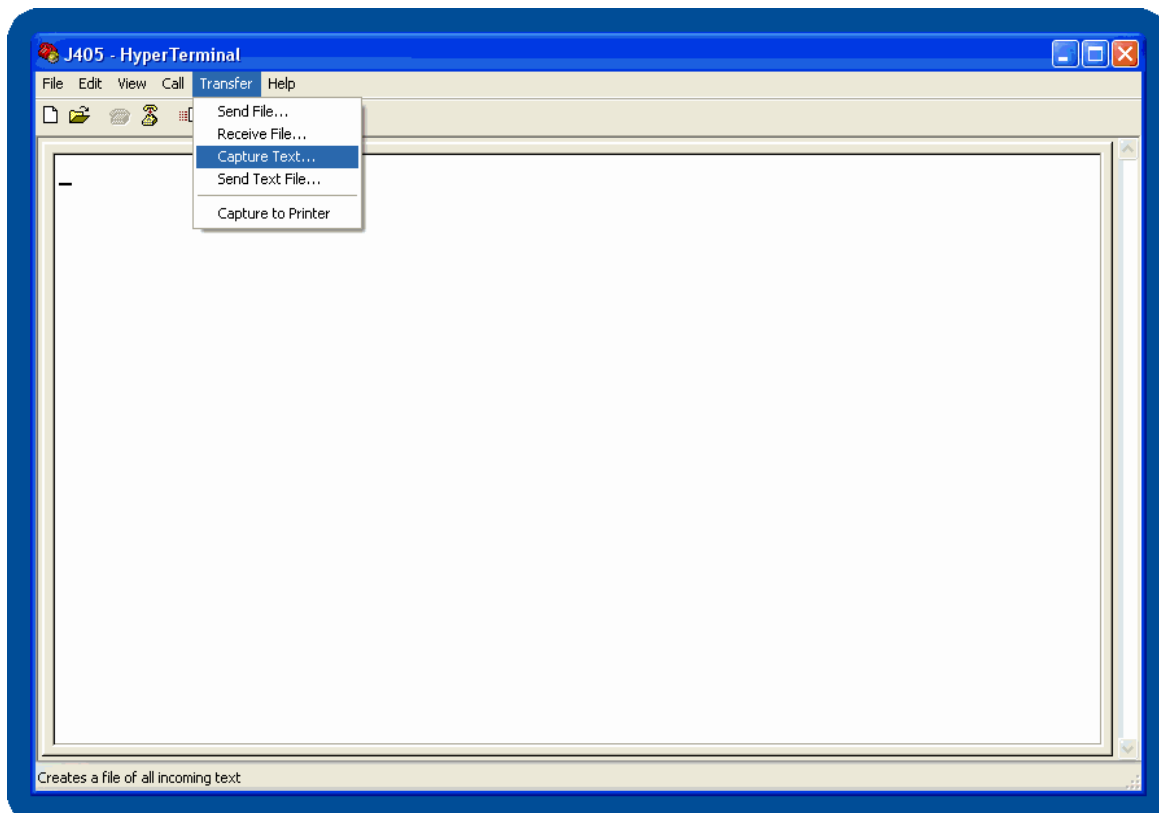 J405 - HyperTerminal
File Edit View Call Transfer Help
Send File...
Receive File...
Capture Text...
Send Text File...
Capture to Printer
Creates a file of all incoming text